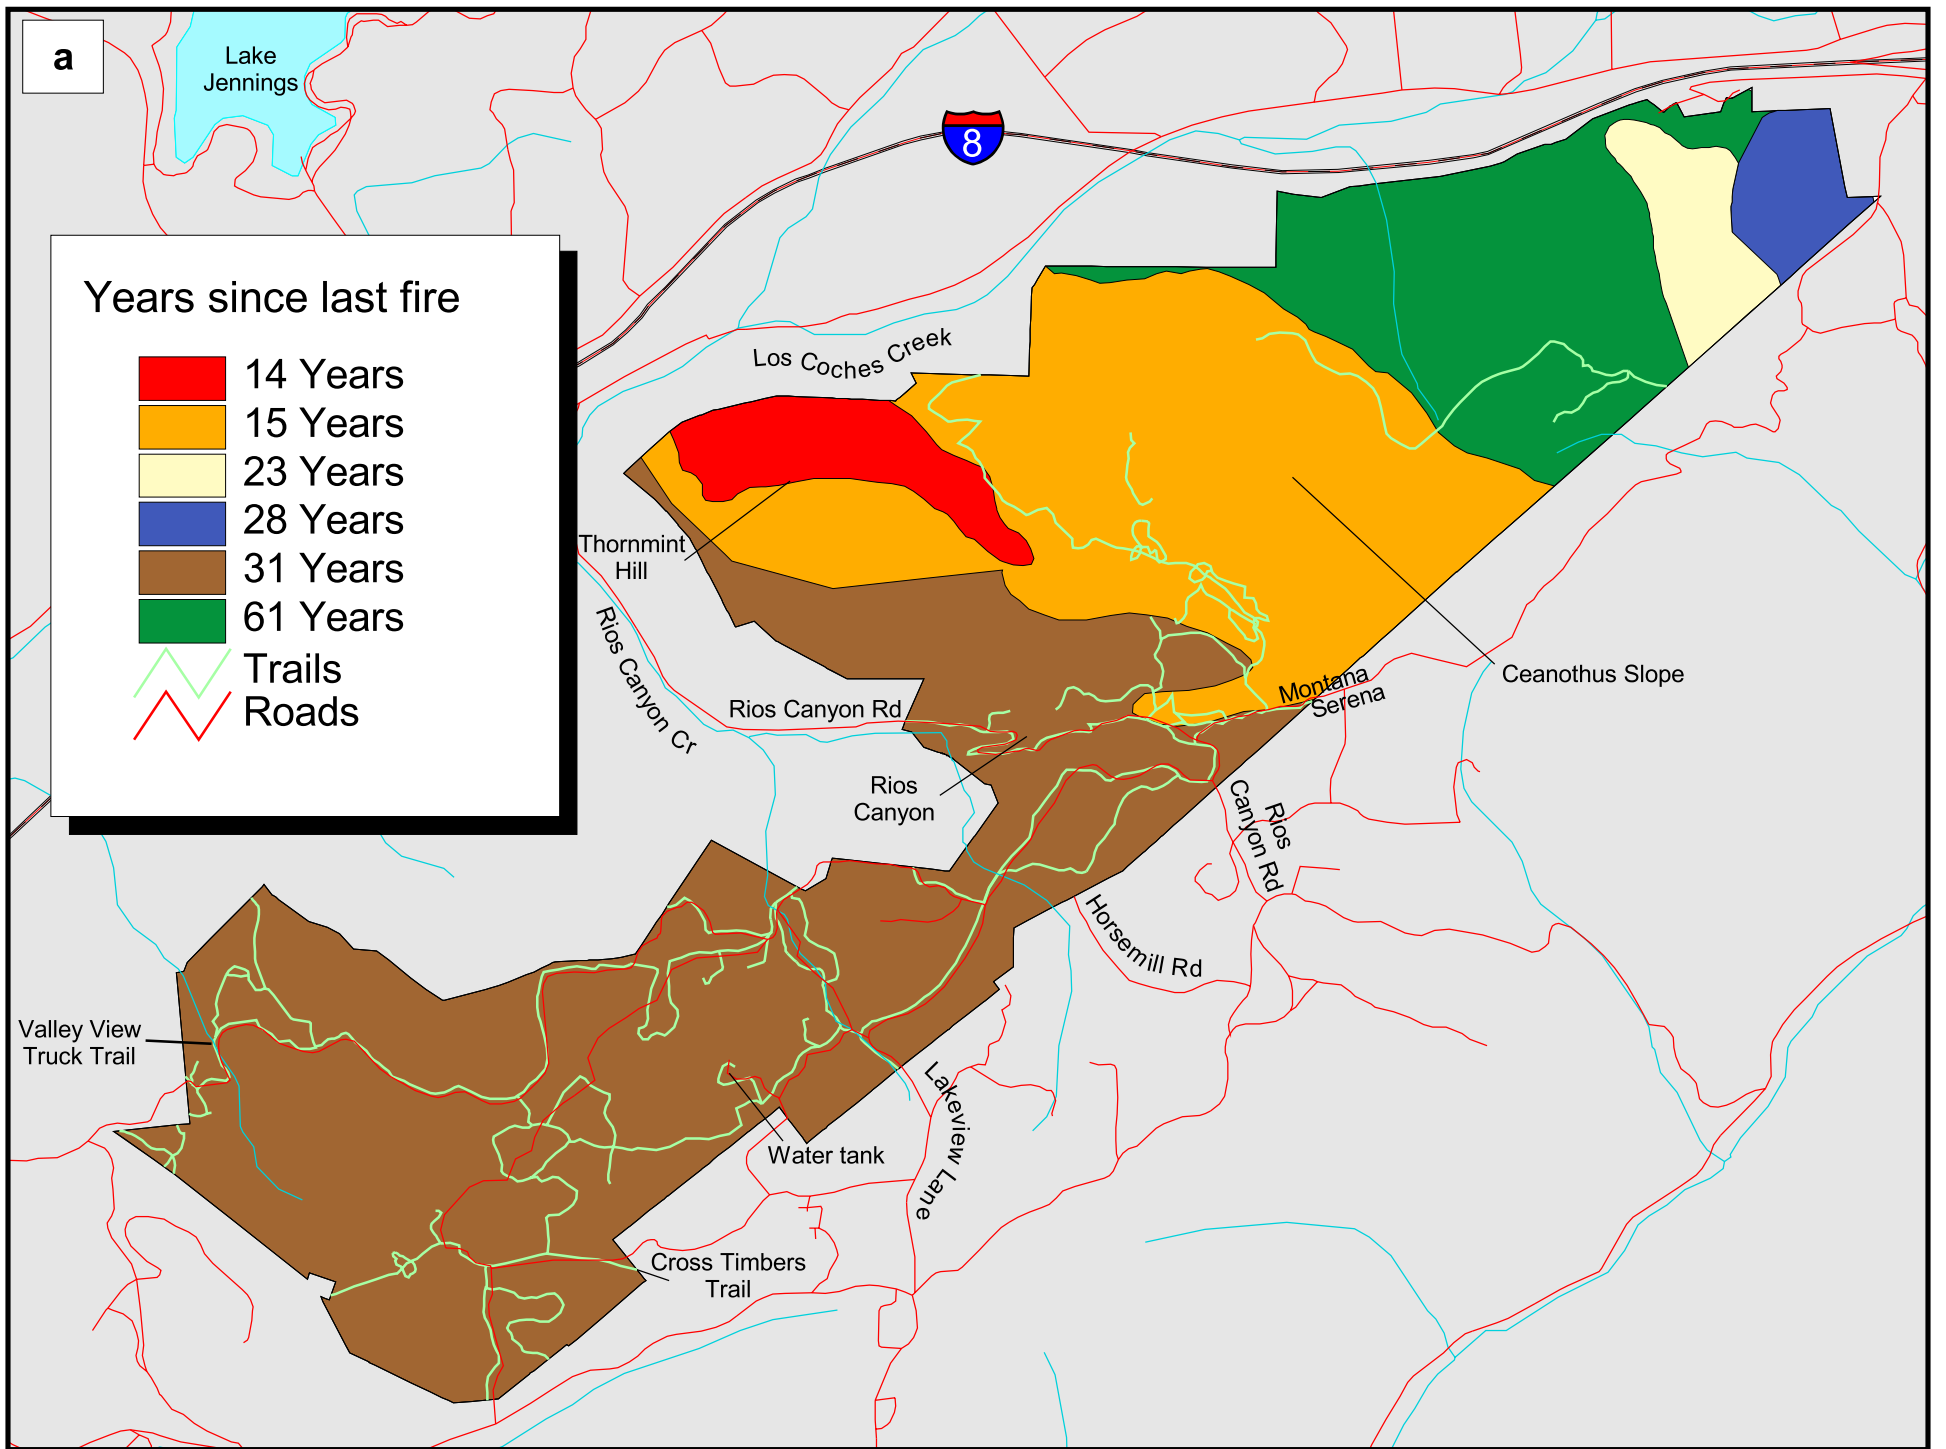 a
Lake
Jennings
8
Years since last fire
14 Years
15 Years
23 Years
28 Years
31 Years
61 Years
Trails
Roads
Los Coches Creek
Thornmint
Hill
Rios Canyon Cr
Rios Canyon Rd
Montana
Serena
Ceanothus Slope
Rios
Canyon
Rios
Canyon Rd
Horsemill Rd
Valley View
Truck Trail
Lakeview Lane
Water tank
Cross Timbers
Trail